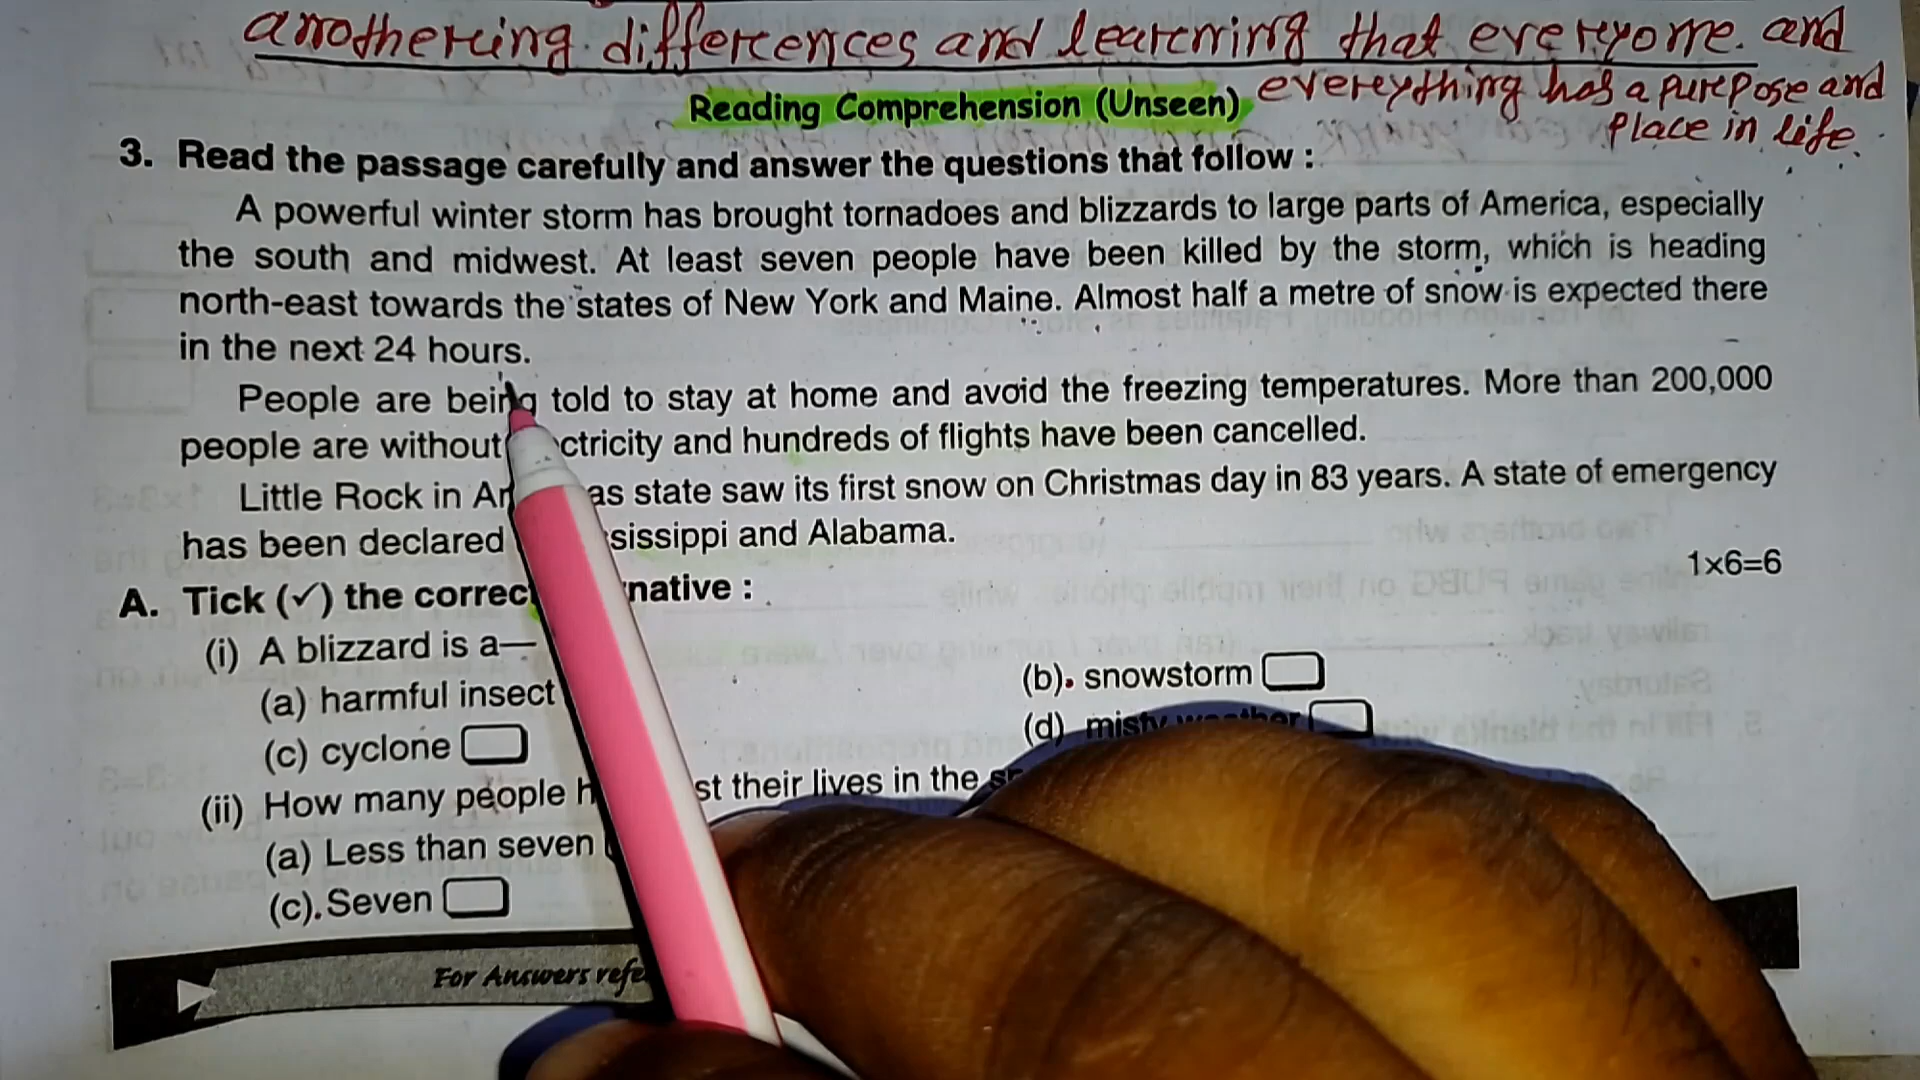 anothering differences and learning that everyone and
everything has a purpose and
Place in life.
Reading Comprehension (Unseen)
3. Read the passage carefully and answer the questions that follow :
A powerful winter storm has brought tornadoes and blizzards to large parts of America, especially
the south and midwest. At least seven people have been killed by the storm, which is heading
north-east towards the states of New York and Maine. Almost half a metre of snow is expected there
in the next 24 hours.
People are being told to stay at home and avoid the freezing temperatures. More than 200,000
people are without ctricity and hundreds of flights have been cancelled.
Little Rock in Ar as state saw its first snow on Christmas day in 83 years. A state of emergency
has been declared sissippi and Alabama.
1×6=6
A. Tick (✓) the correc native :
(i) A blizzard is a—
(a) harmful insect
(b). snowstorm
(c) cyclone
(d) misty weather
(ii) How many people h st their lives in the
(a) Less than seven
(c). Seven
For Answers refe